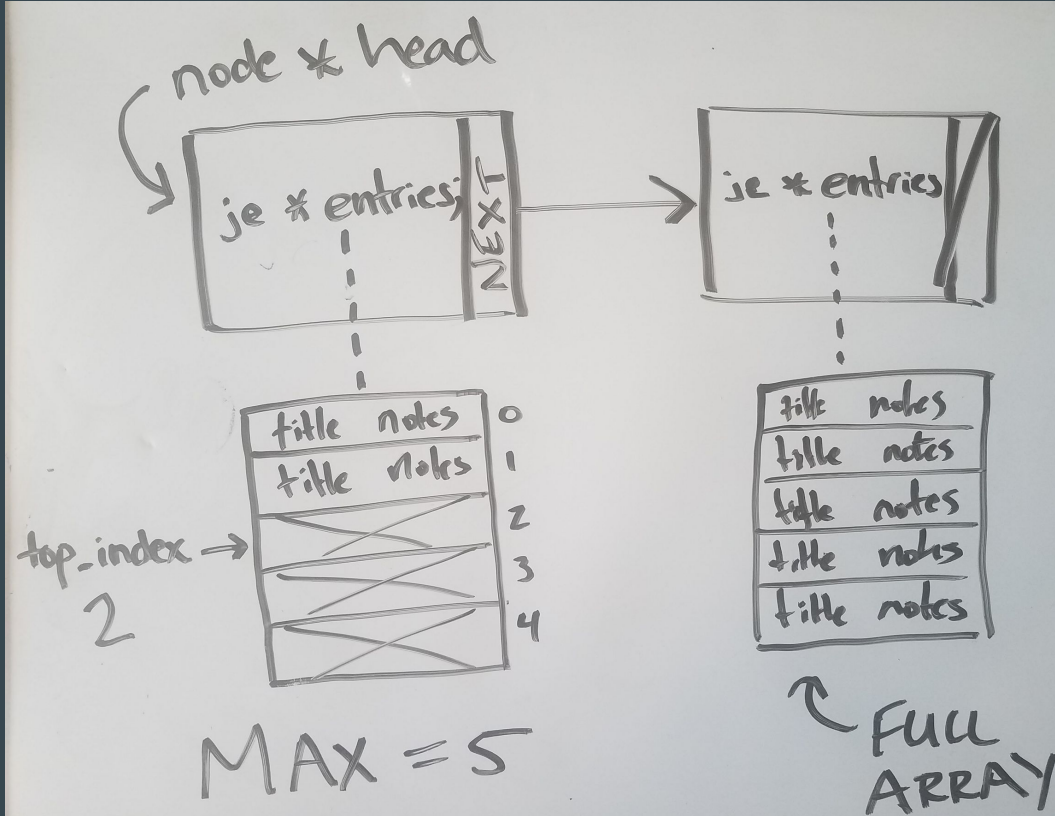 node * head
je * entries;
NEXT
je * entries
title notes 0
title notes 1
2
3
4
top_index
2
MAX = 5
title notes
title notes
title notes
title notes
title notes
FULL
ARRAY